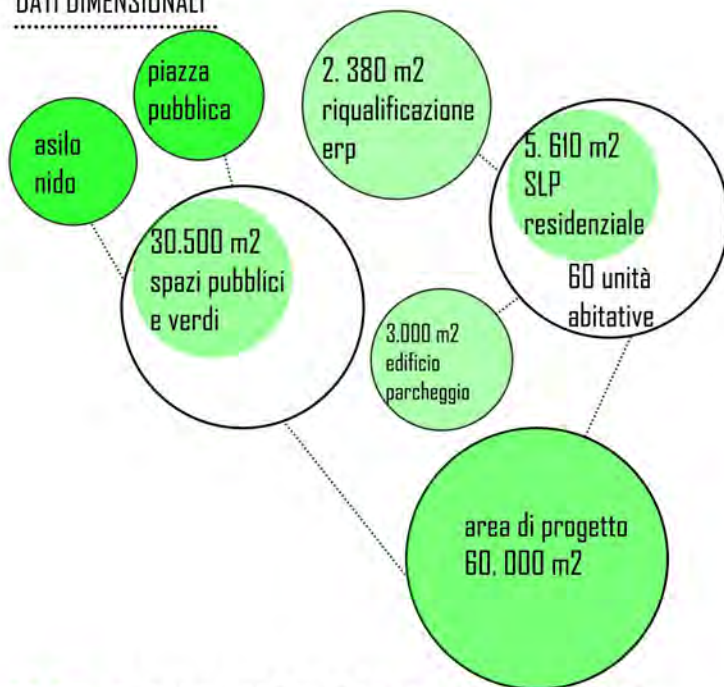 DATI DIMENSIONALI
piazza
pubblica
asilo
nido
2. 380 m2
riqualificazione
erp
5. 610 m2
SLP
residenziale
60 unità
abitative
30.500 m2
spazi pubblici
e verdi
3.000 m2
edificio
parcheggio
area di progetto
60. 000 m2